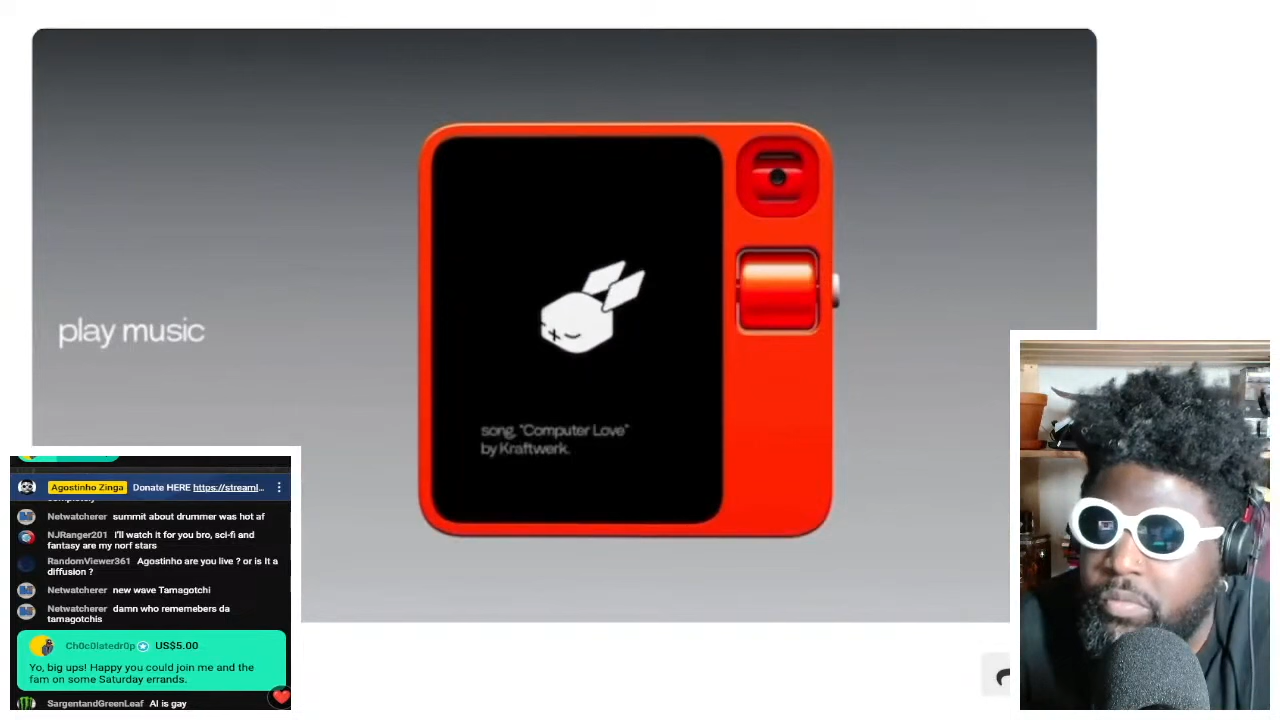 play music
song, "Computer Love"
by Kraftwerk.
Agostinho Zinga Donate HERE https://streaml...
completely
Netwatcherer summit about drummer was hot af
NJRanger201 I'll watch it for you bro, sci-fi and
fantasy are my norf stars
RandomViewer361 Agostinho are you live ? or is It a
diffusion ?
Netwatcherer new wave Tamagotchi
Netwatcherer damn who rememebers da
tamagotchis
Ch0c0latedr0p US$5.00
Yo, big ups! Happy you could join me and the
fam on some Saturday errands.
SargentandGreenLeaf AI is gay